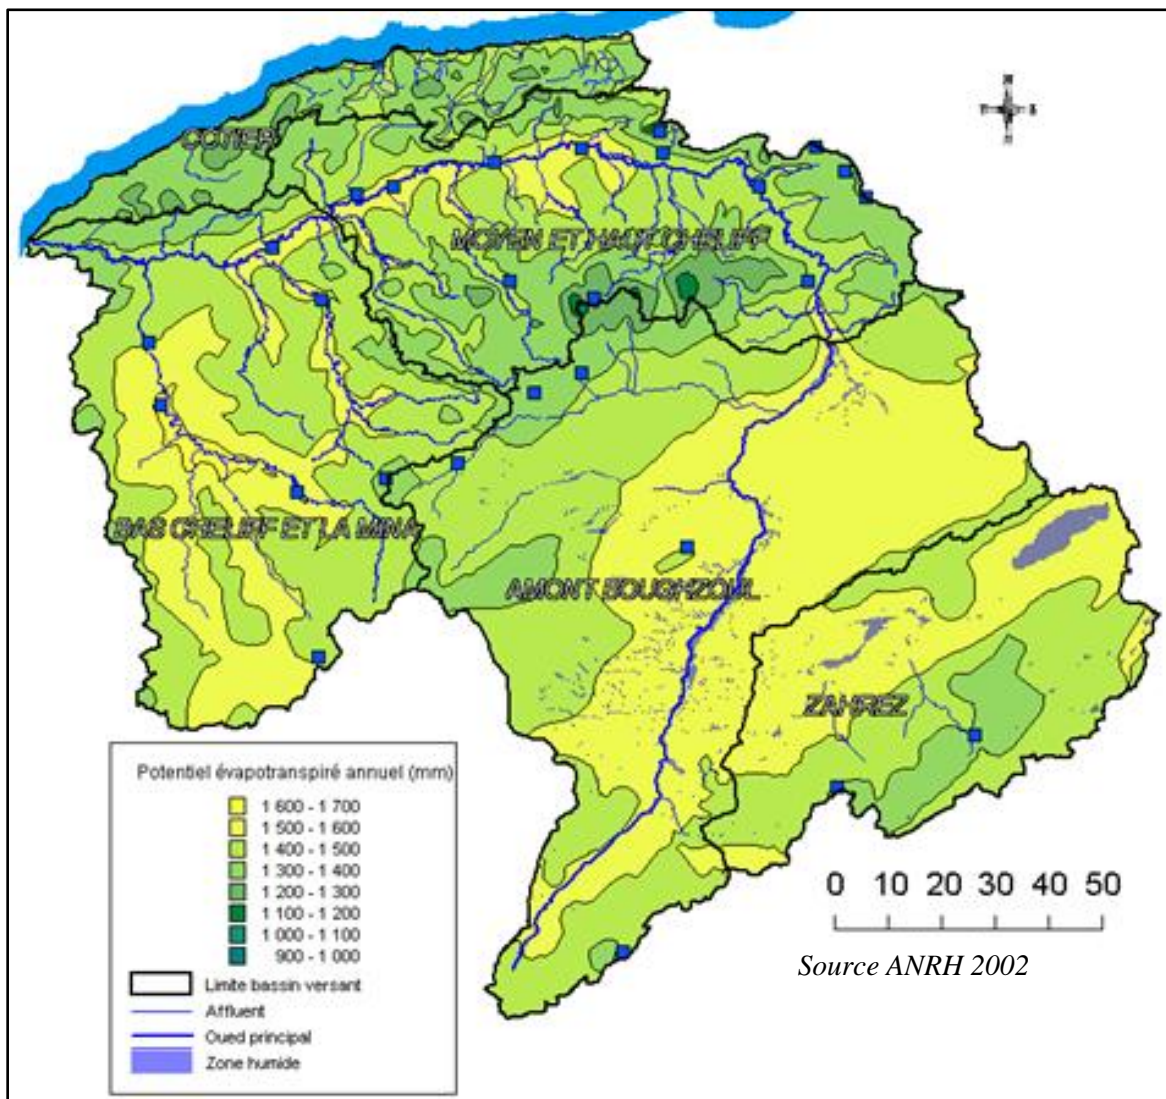 COTIER
MOYEN ET HAUT CHELIFF
BAS CHELIFF ET LA MINA
AMONT BOUGHZOUL
ZAHREZ
Potentiel évapotranspiré annuel (mm)
1 600 - 1 700
1 500 - 1 600
1 400 - 1 500
1 300 - 1 400
1 200 - 1 300
1 100 - 1 200
1 000 - 1 100
900 - 1 000
Limite bassin versant
Affluent
Oued principal
Zone humide
0 10 20 30 40 50
Source ANRH 2002